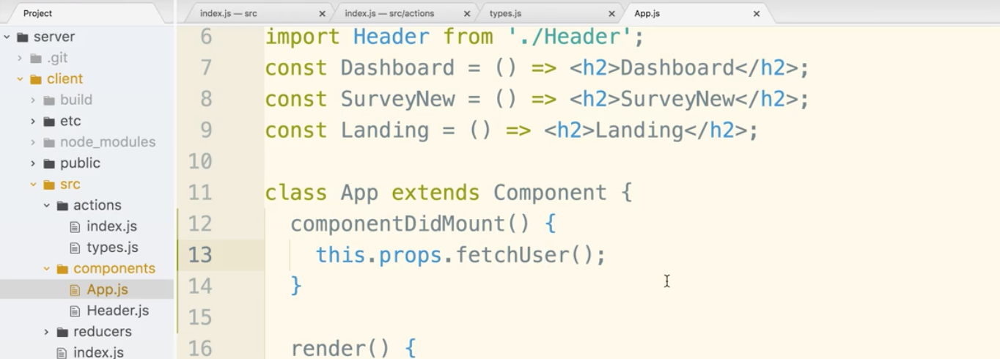 Project
server
.git
client
build
etc
node_modules
public
src
actions
index.js
types.js
components
App.js
Header.js
reducers
index.js
index.js — src
index.js — src/actions
types.js
App.js
6 import Header from './Header';
7 const Dashboard = () => <h2>Dashboard</h2>;
8 const SurveyNew = () => <h2>SurveyNew</h2>;
9 const Landing = () => <h2>Landing</h2>;
10
11 class App extends Component {
12 componentDidMount() {
13 this.props.fetchUser();
14 }
15
16 render() {